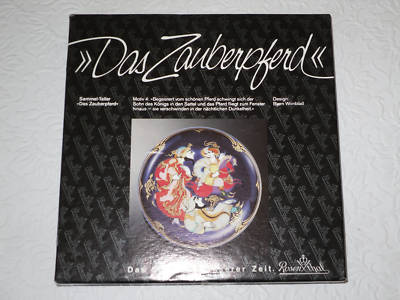 »Das Zauberpferd«
Sammel-Teller
»Das Zauberpferd«
Motiv 4. »Begeistert vom schönen Pferd schwingt sich der
Sohn des Königs in den Sattel und das Pferd fliegt zum Fenster
hinaus – sie verschwinden in der nächtlichen Dunkelheit.«
Design:
Bjørn Wiinblad
Das
erer Zeit.
Rosenthal